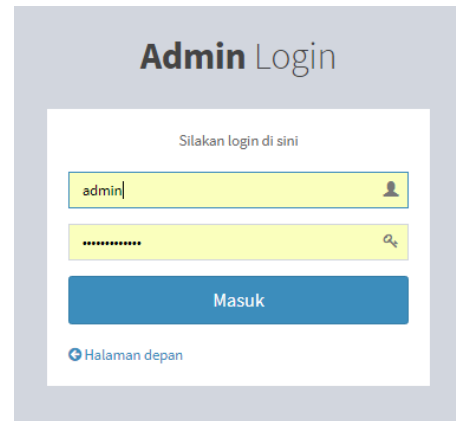 Admin Login
Silakan login di sini
admin
•••••••••••••
Masuk
Halaman depan